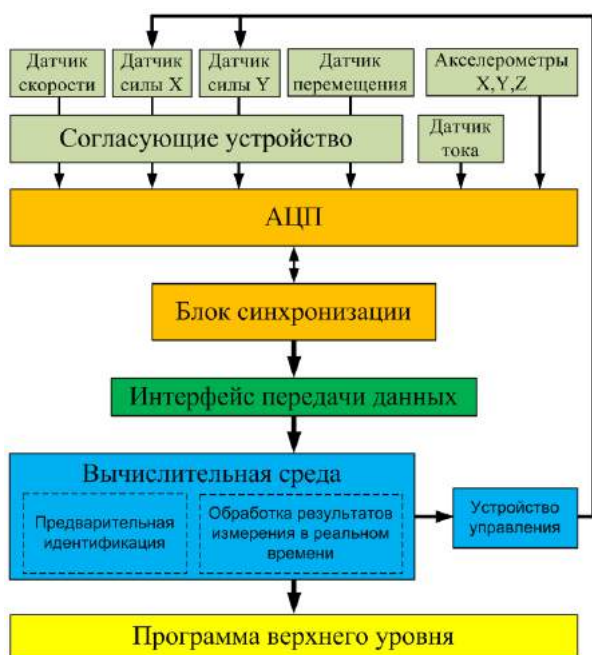 Датчик
скорости
Датчик
силы X
Датчик
силы Y
Датчик
перемещения
Акселерометры
X,Y,Z
Согласующие устройство
Датчик
тока
АЦП
Блок синхронизации
Интерфейс передачи данных
Вычислительная среда
Предварительная
идентификация
Обработка результатов
измерения в реальном
времени
Устройство
управления
Программа верхнего уровня